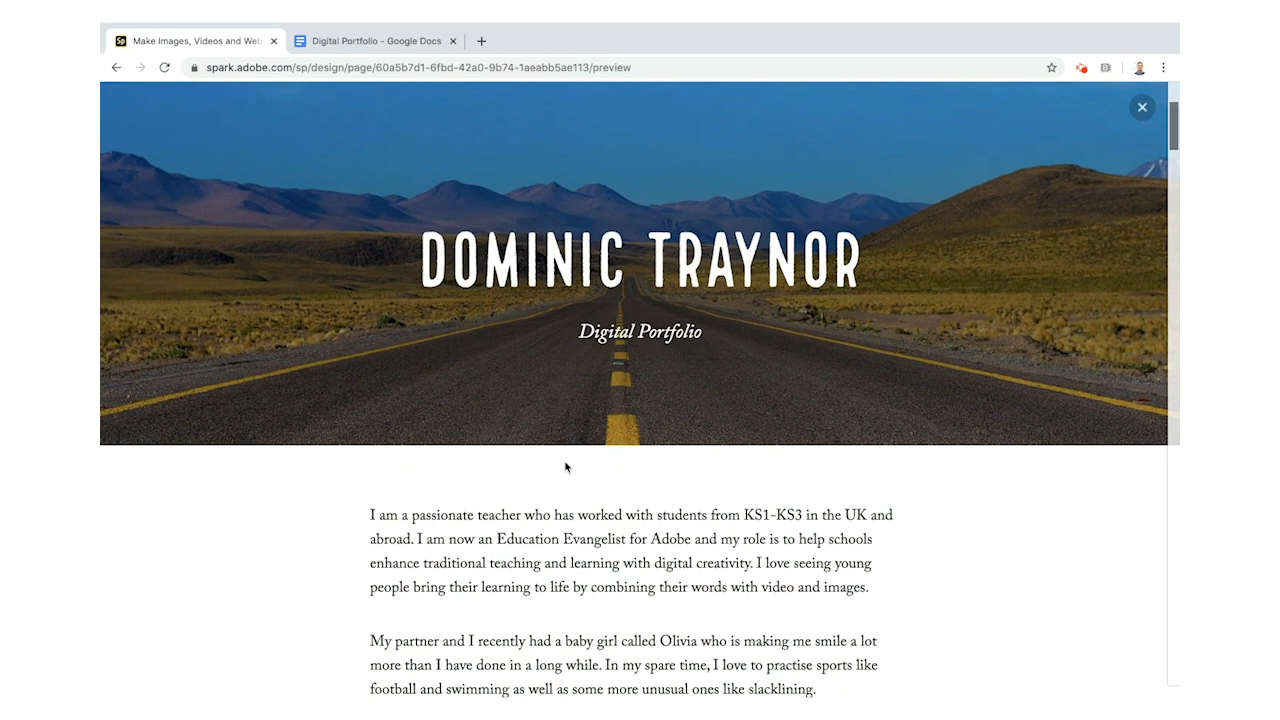 Make Images, Videos and Web
Digital Portfolio - Google Docs
spark.adobe.com/sp/design/page/60a5b7d1-6fbd-42a0-9b74-1aeabb5ae113/preview
DOMINIC TRAYNOR
Digital Portfolio
I am a passionate teacher who has worked with students from KS1-KS3 in the UK and
abroad. I am now an Education Evangelist for Adobe and my role is to help schools
enhance traditional teaching and learning with digital creativity. I love seeing young
people bring their learning to life by combining their words with video and images.
My partner and I recently had a baby girl called Olivia who is making me smile a lot
more than I have done in a long while. In my spare time, I love to practise sports like
football and swimming as well as some more unusual ones like slacklining.